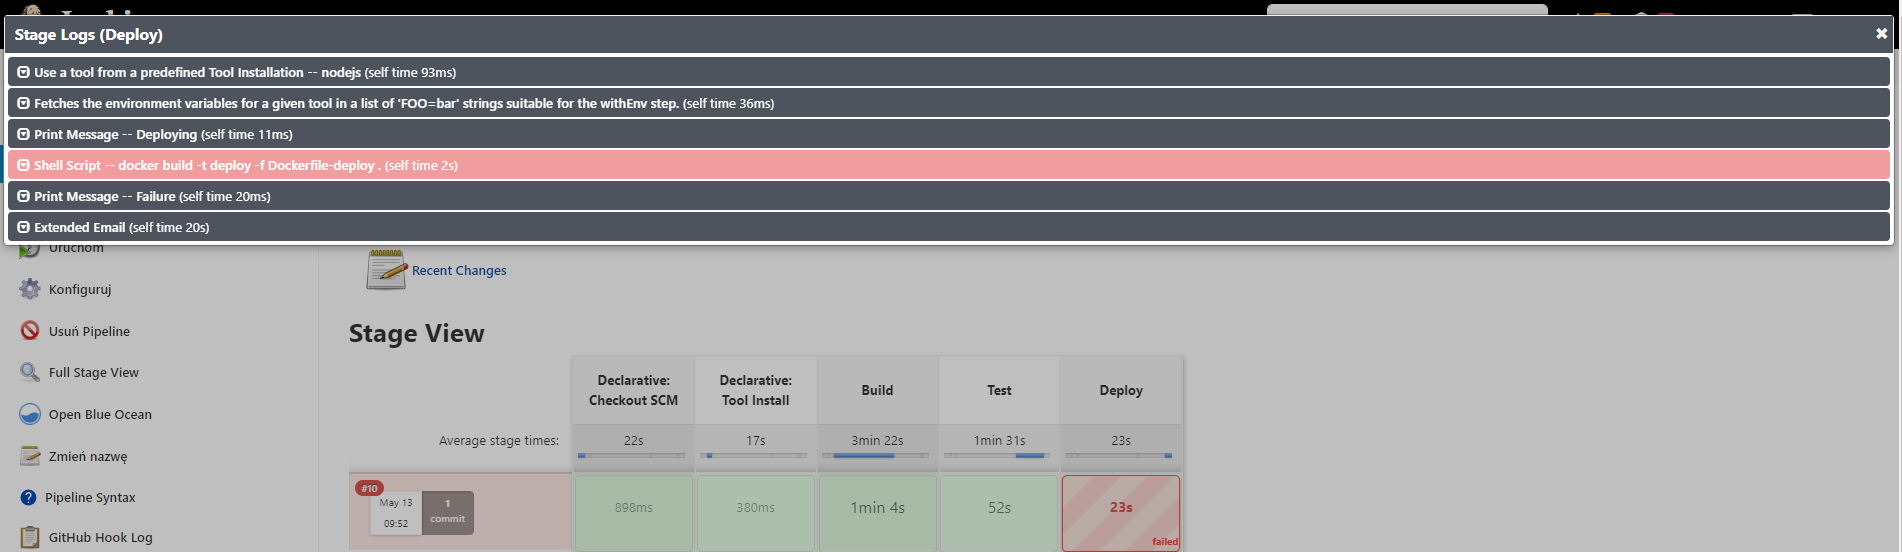 Stage Logs (Deploy)
Use a tool from a predefined Tool Installation -- nodejs (self time 93ms)
Fetches the environment variables for a given tool in a list of 'FOO=bar' strings suitable for the withEnv step. (self time 36ms)
Print Message -- Deploying (self time 11ms)
Shell Script -- docker build -t deploy -f Dockerfile-deploy . (self time 2s)
Print Message -- Failure (self time 20ms)
Extended Email (self time 20s)
Uruchom
Konfiguruj
Usuń Pipeline
Full Stage View
Open Blue Ocean
Zmień nazwę
Pipeline Syntax
GitHub Hook Log
Recent Changes
Stage View
Declarative: Checkout SCM
Declarative: Tool Install
Build
Test
Deploy
Average stage times:
22s
17s
3min 22s
1min 31s
23s
#10
May 13
09:52
1
commit
898ms
380ms
1min 4s
52s
23s
failed